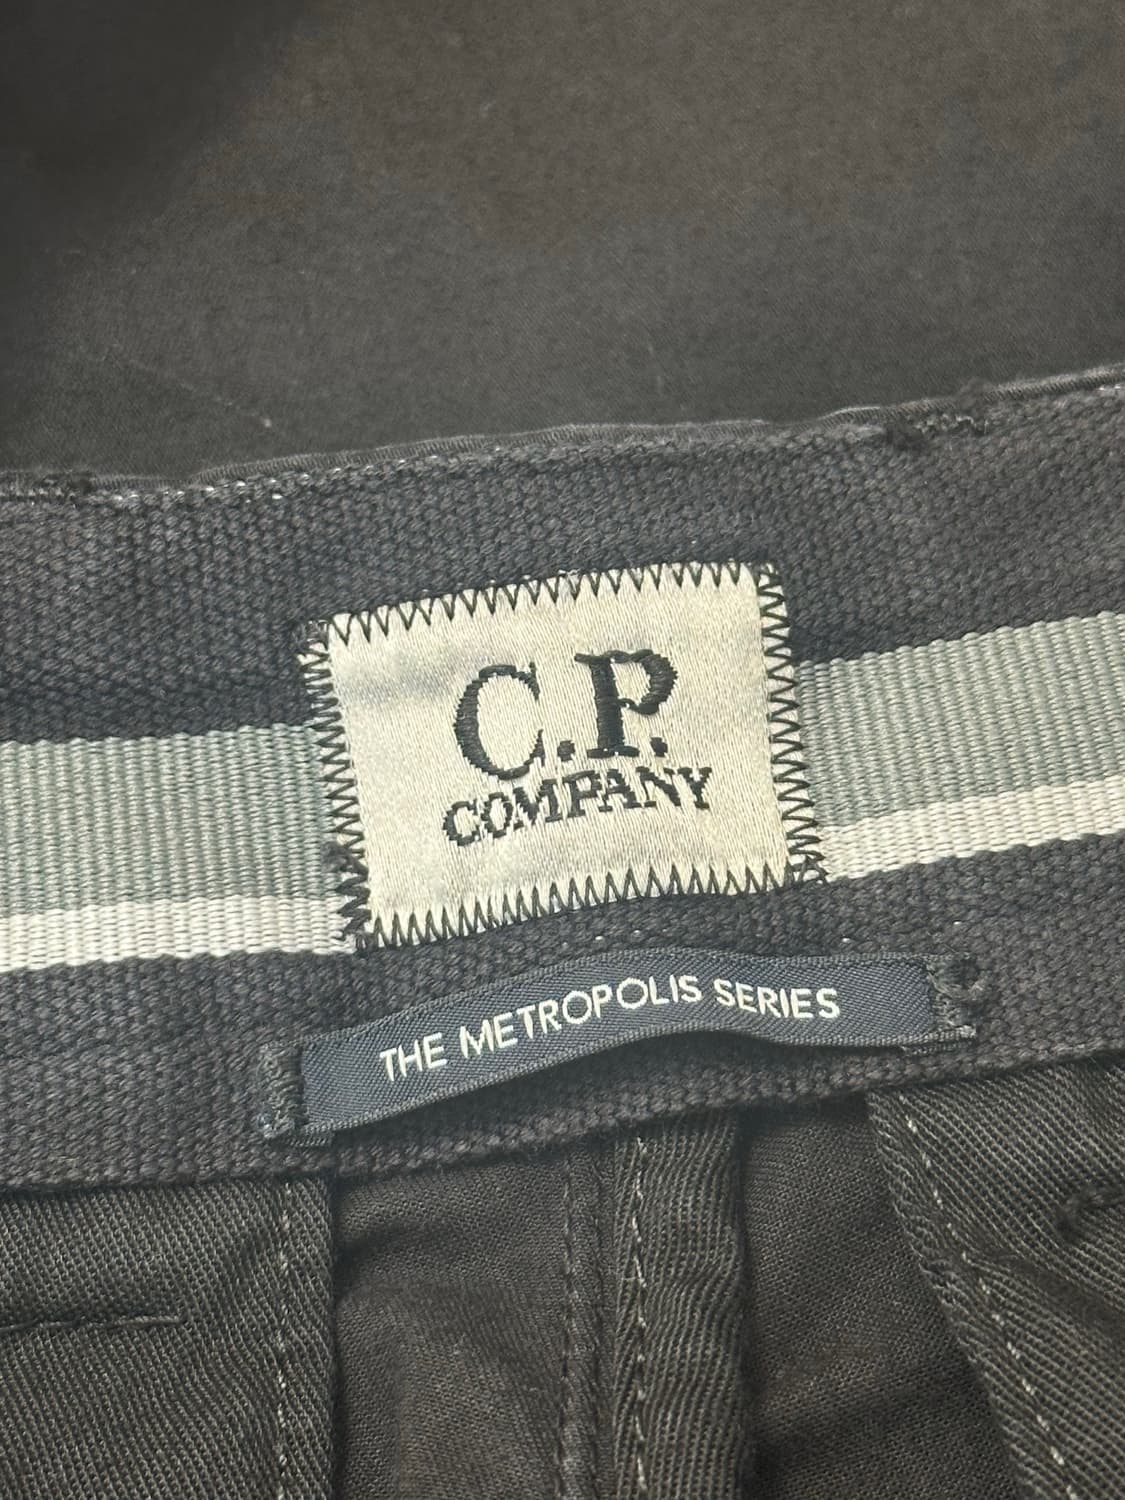 C.P.
COMPANY
THE METROPOLIS SERIES